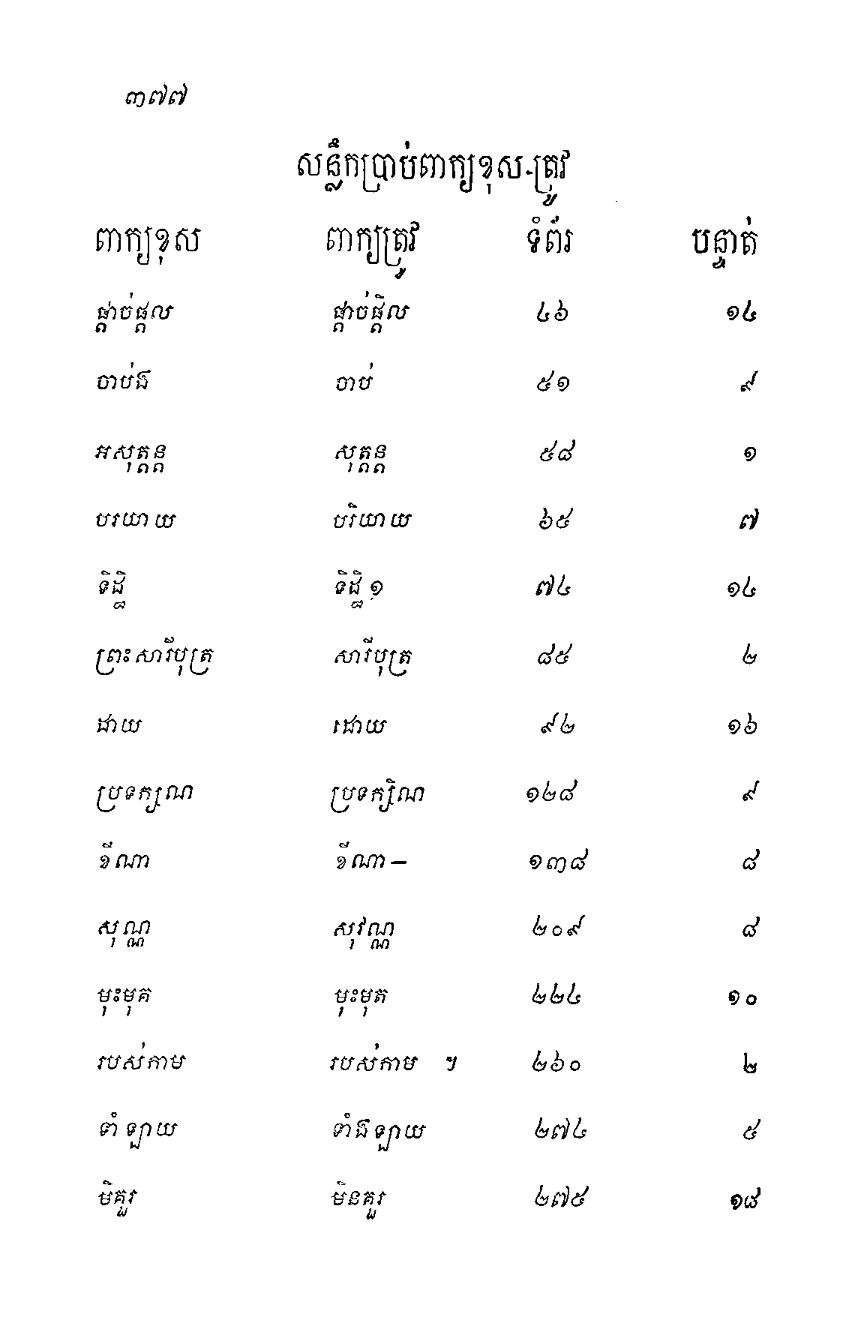 ៣៧៧
សន្លឹកប្រាប់ពាក្យខុស-ត្រូវ
ពាក្យខុស ពាក្យត្រូវ ទំព័រ បន្ទាត់
ផ្ដាច់ផ្ដល ផ្ដាច់ផ្ដិល ៤៦ ១៤
ចាប់ង ចាប់ ៥១ ៩
អសុត្តន្ត សុត្តន្ត ៥៨ ១
បរយាយ បរិយាយ ៦៥ ៧
ទិដ្ឋិ ទិដ្ឋិ ១ ៧៤ ១៤
ព្រះសារីបុត្រ សារីបុត្រ ៨៥ ២
ដាយ ដោយ ៩២ ១៦
ប្រទក្សណ ប្រទក្សិណ ១២៨ ៩
ខីណា ខីណា– ១៣៨ ៨
សុណ្ណ សុវណ្ណ ២០៩ ៨
មុះមុគ មុះមុត ២២៤ ១០
របស់កាម របស់កាម ។ ២៦០ ២
ទាំ ឡាយ ទាំងឡាយ ២៧៤ ៥
មិគួរ មិនគួរ ២៧៥ ១៨